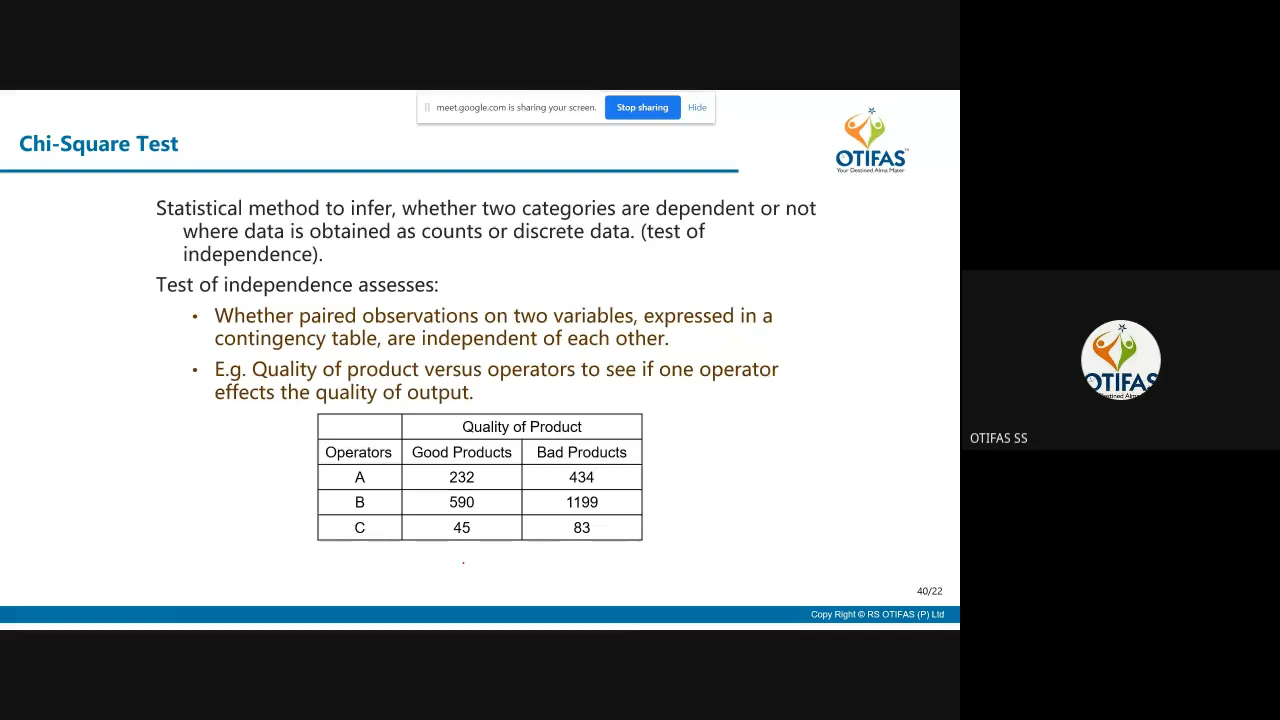 meet.google.com is sharing your screen. Stop sharing Hide
Chi-Square Test
OTIFAS
Your Destined Alma Mater
Statistical method to infer, whether two categories are dependent or not
where data is obtained as counts or discrete data. (test of
independence).
Test of independence assesses:
• Whether paired observations on two variables, expressed in a
contingency table, are independent of each other.
• E.g. Quality of product versus operators to see if one operator
effects the quality of output.
Quality of Product
Operators Good Products Bad Products
A 232 434
B 590 1199
C 45 83
40/22
Copy Right © RS OTIFAS (P) Ltd
OTIFAS
OTIFAS SS